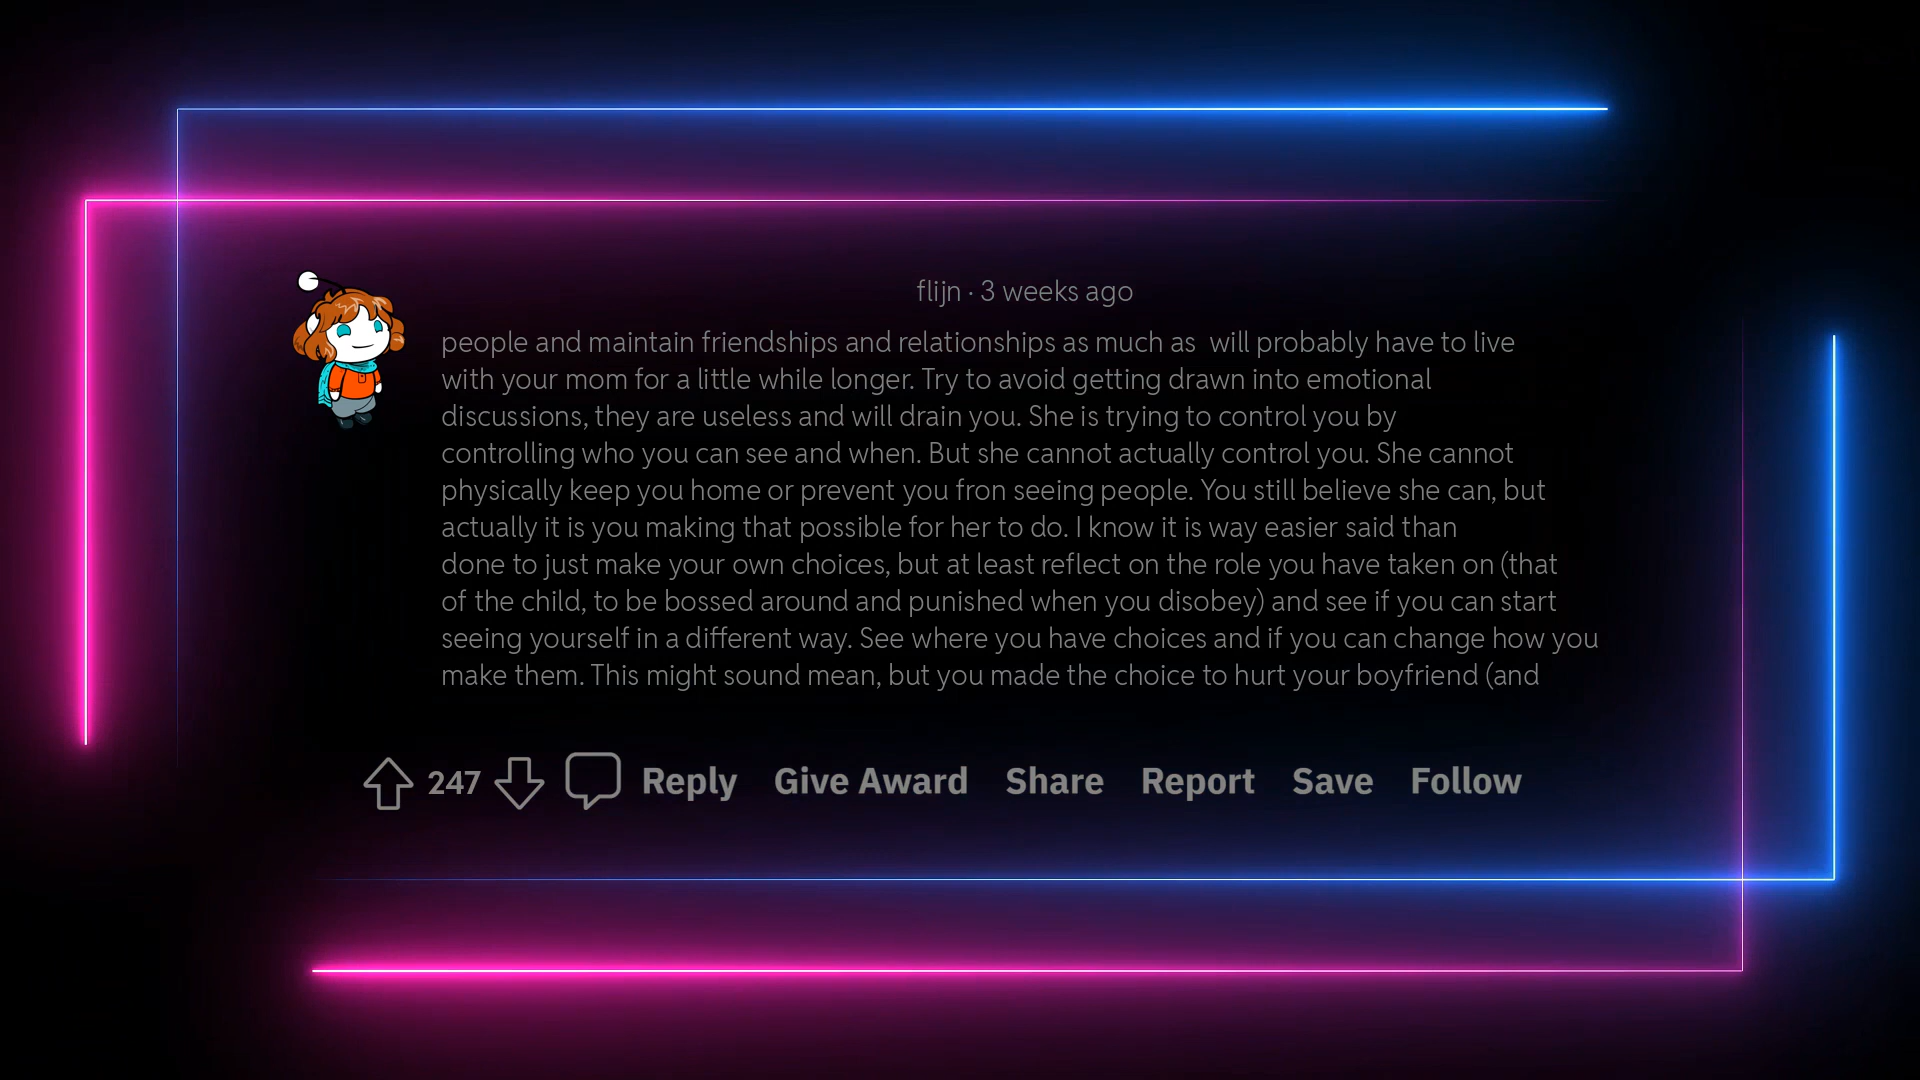 flijn · 3 weeks ago
people and maintain friendships and relationships as much as  will probably have to live
with your mom for a little while longer. Try to avoid getting drawn into emotional
discussions, they are useless and will drain you. She is trying to control you by
controlling who you can see and when. But she cannot actually control you. She cannot
physically keep you home or prevent you fron seeing people. You still believe she can, but
actually it is you making that possible for her to do. I know it is way easier said than
done to just make your own choices, but at least reflect on the role you have taken on (that
of the child, to be bossed around and punished when you disobey) and see if you can start
seeing yourself in a different way. See where you have choices and if you can change how you
make them. This might sound mean, but you made the choice to hurt your boyfriend (and
247 Reply Give Award Share Report Save Follow